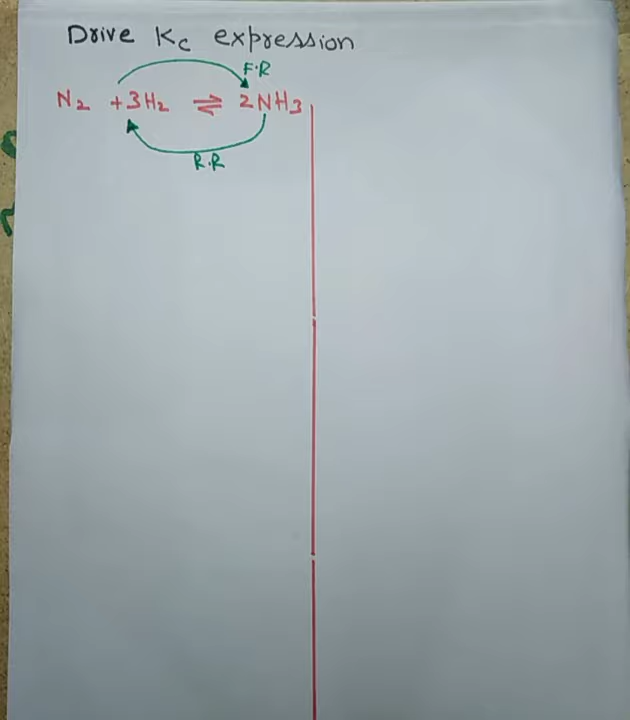 Drive Kc expression
F.R
N2 + 3H2 ⇌ 2NH3
R.R